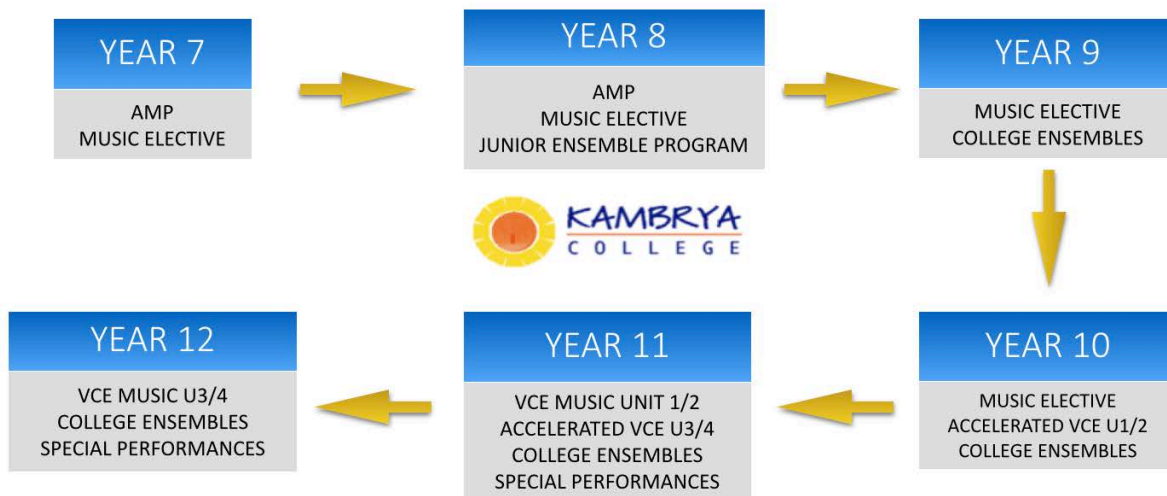 YEAR 7
AMP
MUSIC ELECTIVE
YEAR 8
AMP
MUSIC ELECTIVE
JUNIOR ENSEMBLE PROGRAM
YEAR 9
MUSIC ELECTIVE
COLLEGE ENSEMBLES
KAMBRYA
COLLEGE
YEAR 10
MUSIC ELECTIVE
ACCELERATED VCE U1/2
COLLEGE ENSEMBLES
YEAR 11
VCE MUSIC UNIT 1/2
ACCELERATED VCE U3/4
COLLEGE ENSEMBLES
SPECIAL PERFORMANCES
YEAR 12
VCE MUSIC U3/4
COLLEGE ENSEMBLES
SPECIAL PERFORMANCES